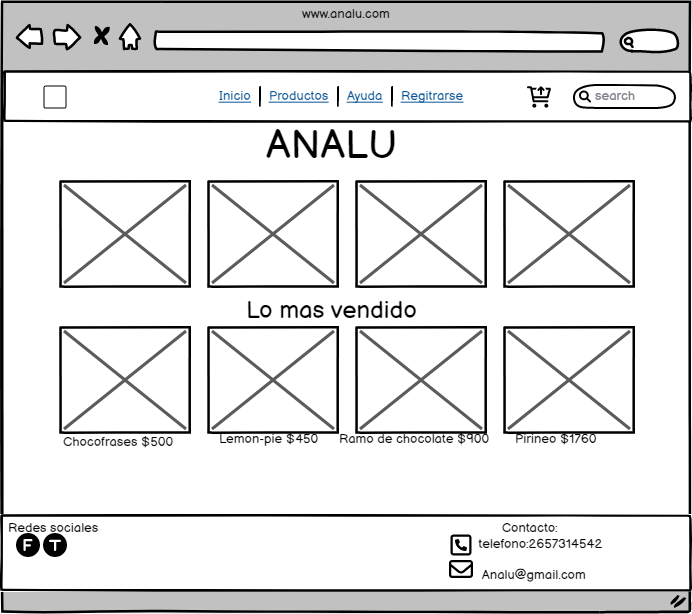 www.analu.com
Inicio Productos Ayuda Regitrarse search
ANALU
Lo mas vendido
Chocofrases $500 Lemon-pie $450 Ramo de chocolate $900 Pirineo $1760
Redes sociales
F T
Contacto:
telefono:2657314542
Analu@gmail.com